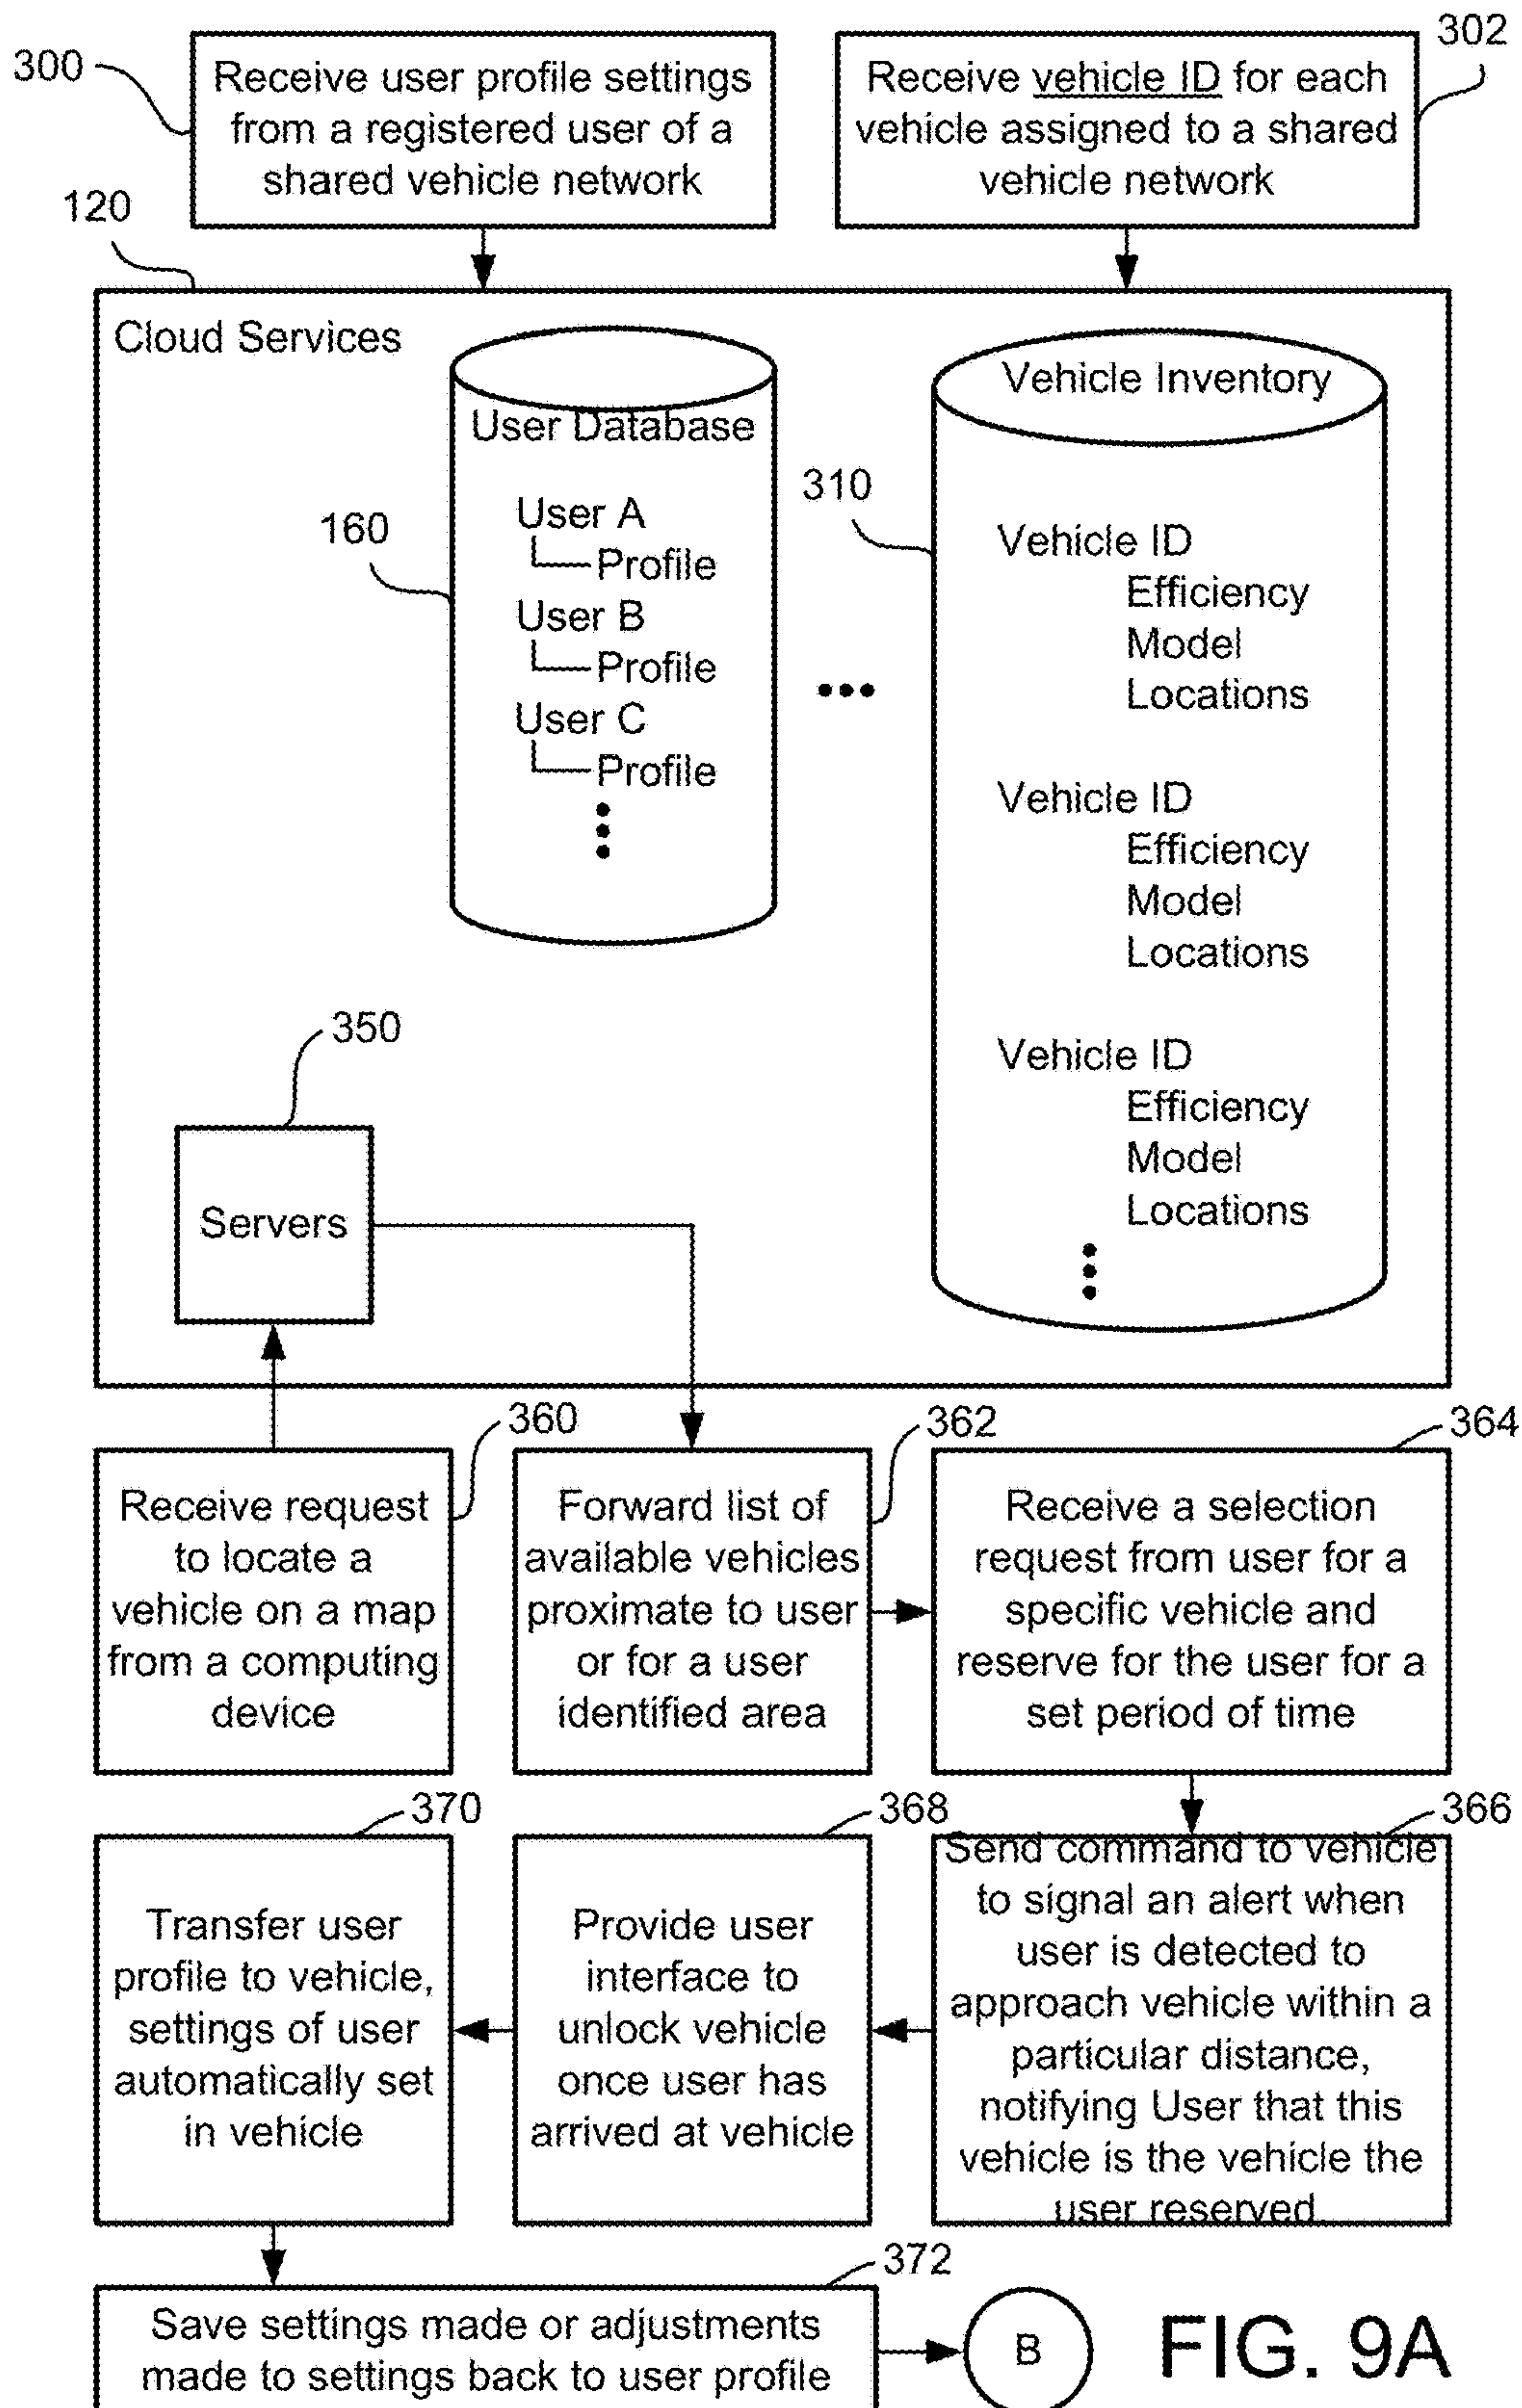 300
Receive user profile settings
from a registered user of a
shared vehicle network
302
Receive vehicle ID for each
vehicle assigned to a shared
vehicle network
120
Cloud Services
User Database
160
User A
Profile
User B
Profile
User C
Profile
Vehicle Inventory
310
Vehicle ID
Efficiency
Model
Locations
Vehicle ID
Efficiency
Model
Locations
Vehicle ID
Efficiency
Model
Locations
350
Servers
360
Receive request
to locate a
vehicle on a map
from a computing
device
362
Forward list of
available vehicles
proximate to user
or for a user
identified area
364
Receive a selection
request from user for a
specific vehicle and
reserve for the user for a
set period of time
366
Send command to vehicle
to signal an alert when
user is detected to
approach vehicle within a
particular distance,
notifying User that this
vehicle is the vehicle the
user reserved
368
Provide user
interface to
unlock vehicle
once user has
arrived at vehicle
370
Transfer user
profile to vehicle,
settings of user
automatically set
in vehicle
372
Save settings made or adjustments
made to settings back to user profile
B
FIG. 9A